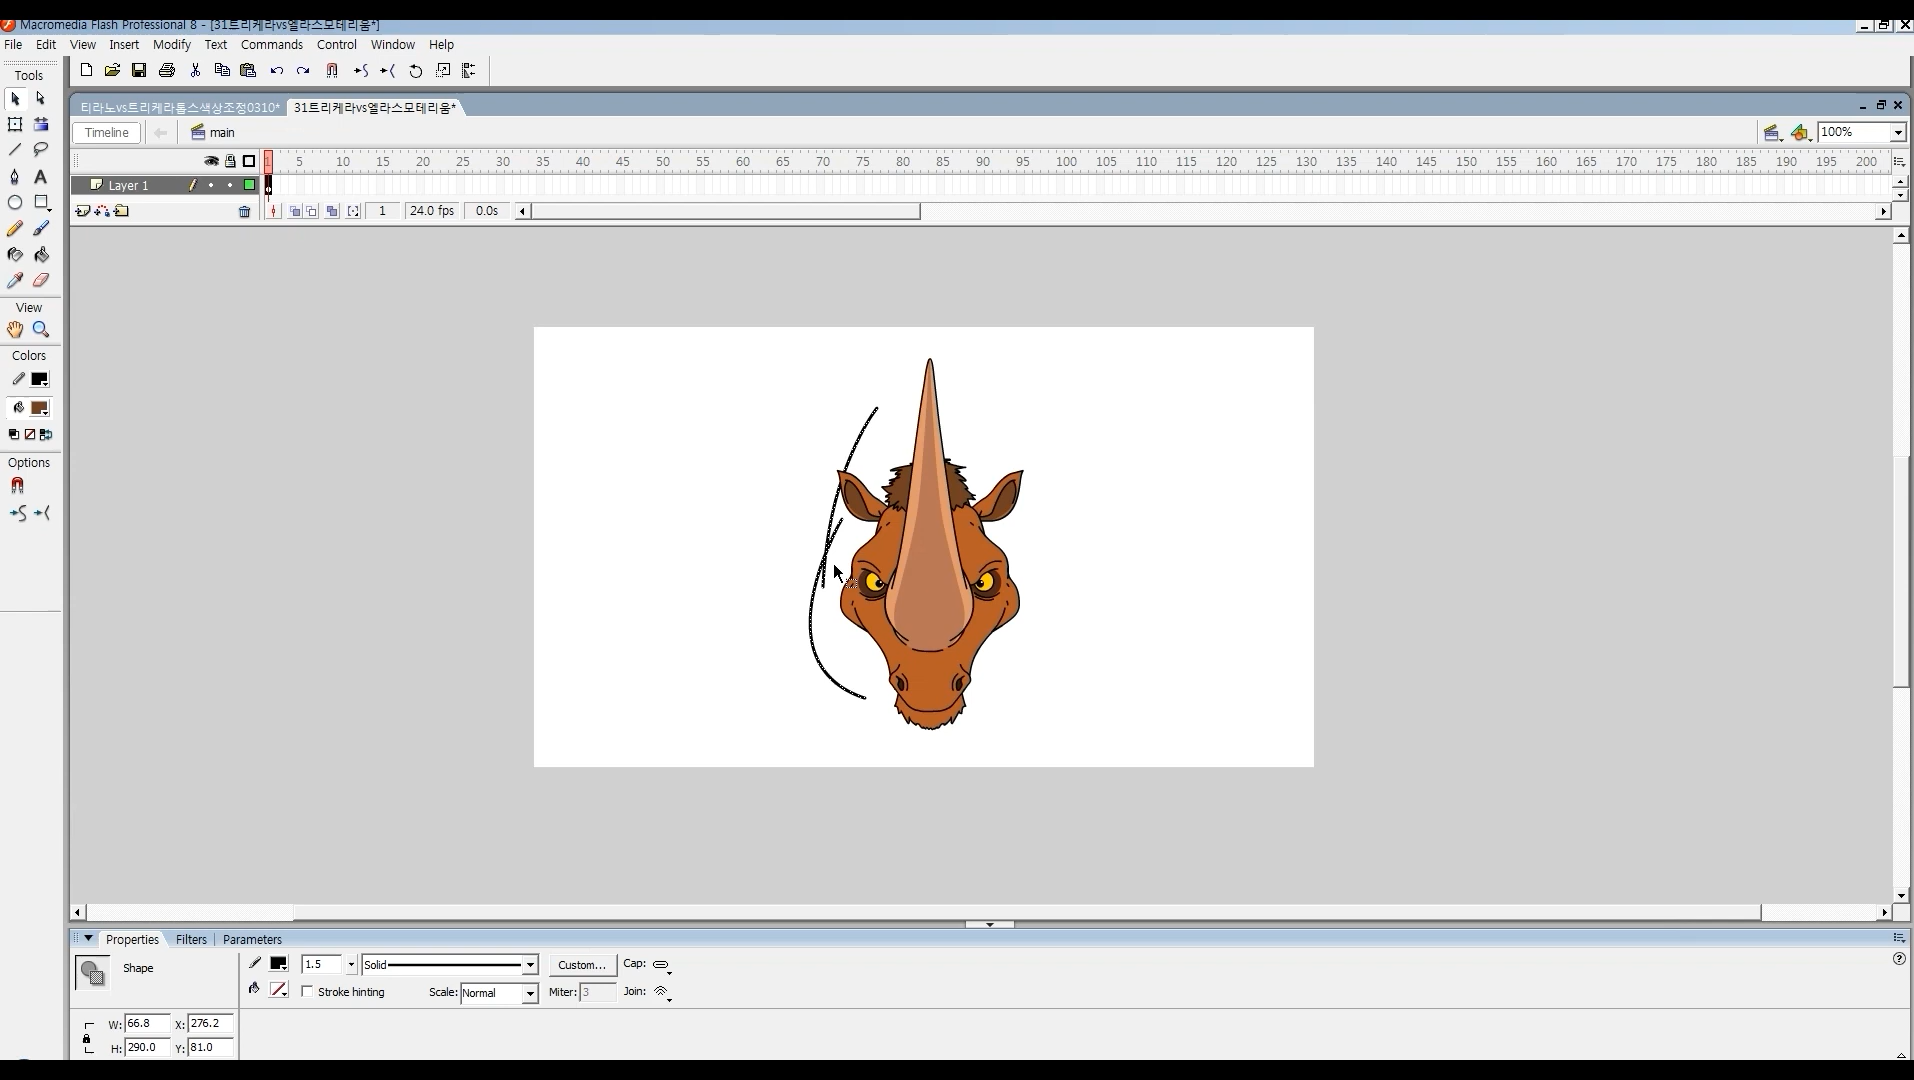 Macromedia Flash Professional 8 - [31트리케라vs엘라스모테리움*]
File Edit View Insert Modify Text Commands Control Window Help
Tools
티라노vs트리케라톱스색상조정0310* 31트리케라vs엘라스모테리움*
Timeline main 100%
1 5 10 15 20 25 30 35 40 45 50 55 60 65 70 75 80 85 90 95 100 105 110 115 120 125 130 135 140 145 150 155 160 165 170 175 180 185 190 195 200
Layer 1
1 24.0 fps 0.0s
View
Colors
Options
Properties Filters Parameters
Shape 1.5 Solid Custom... Cap:
Stroke hinting Scale: Normal Miter: 3 Join:
W: 66.8 X: 276.2
H: 290.0 Y: 81.0